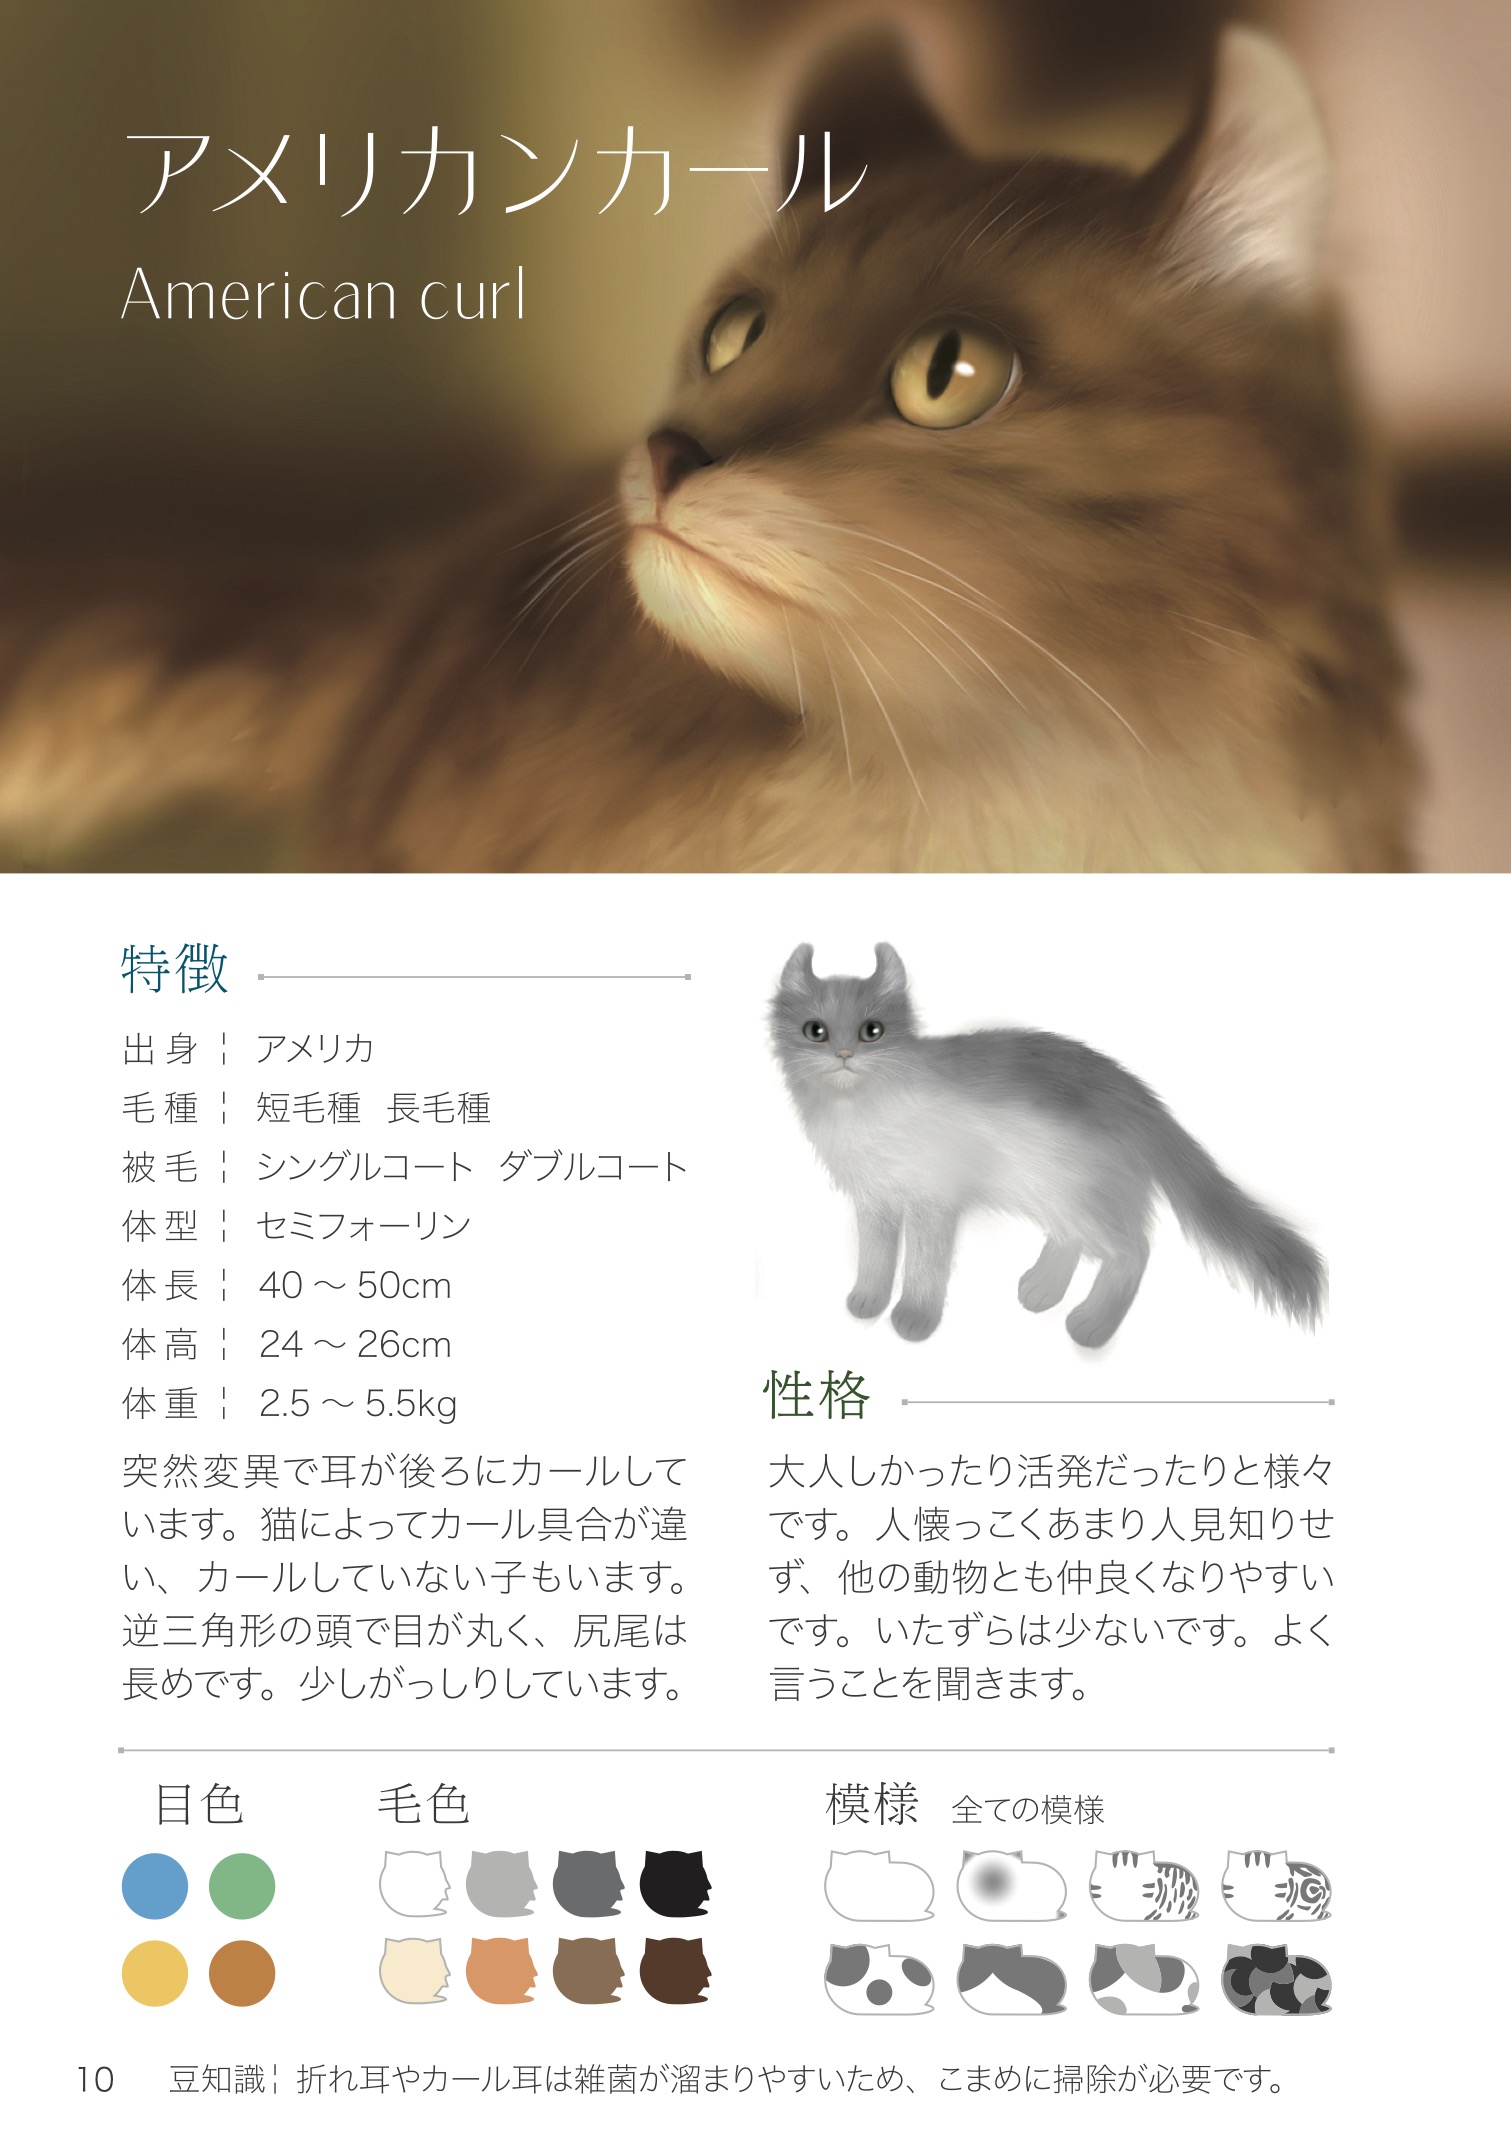 アメリカンカール
American curl
特徴
出身¦ アメリカ
毛種¦ 短毛種 長毛種
被毛¦ シングルコート ダブルコート
体型¦ セミフォーリン
体長¦ 40 〜 50cm
体高¦ 24 〜 26cm
体重¦ 2.5 〜 5.5kg
突然変異で耳が後ろにカールして
います。猫によってカール具合が違
い、カールしていない子もいます。
逆三角形の頭で目が丸く、尻尾は
長めです。少しがっしりしています。
性格
大人しかったり活発だったりと様々
です。人懐っこくあまり人見知りせ
ず、他の動物とも仲良くなりやすい
です。いたずらは少ないです。よく
言うことを聞きます。
目色
毛色
模様 全ての模様
10 豆知識¦ 折れ耳やカール耳は雑菌が溜まりやすいため、こまめに掃除が必要です。